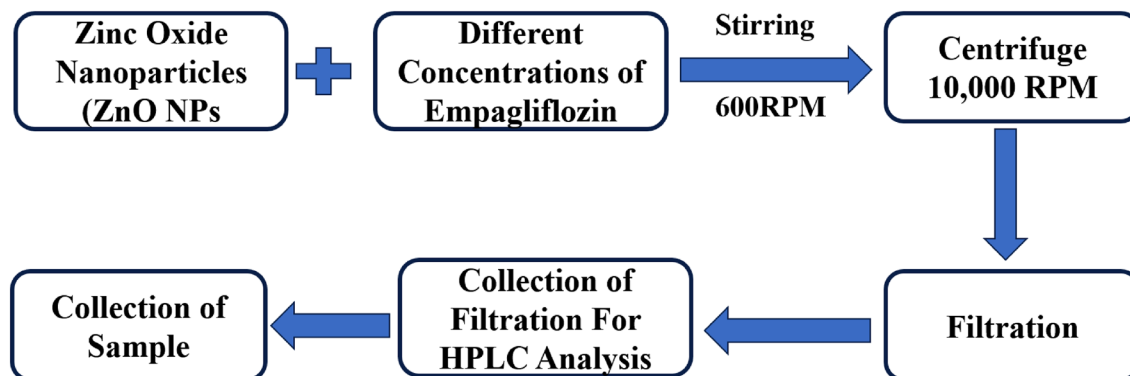 Zinc Oxide
Nanoparticles
(ZnO NPs
Different
Concentrations of
Empagliflozin
Stirring
600RPM
Centrifuge
10,000 RPM
Filtration
Collection of
Filtration For
HPLC Analysis
Collection of
Sample